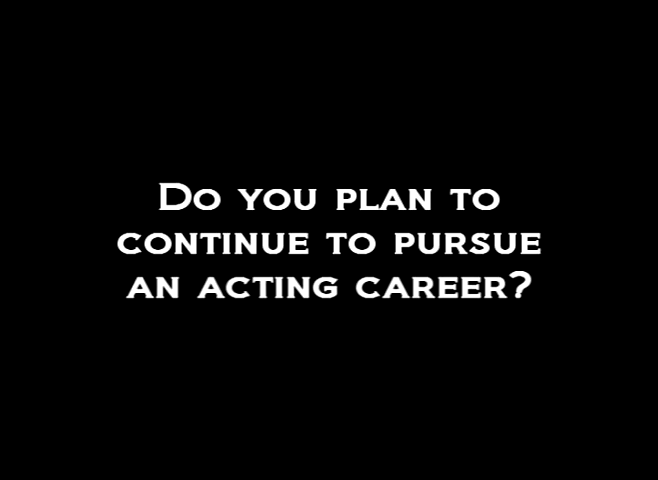 Do you plan to
continue to pursue
an acting career?